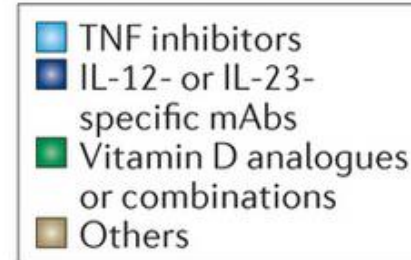 TNF inhibitors
IL-12- or IL-23-
specific mAbs
Vitamin D analogues
or combinations
Others